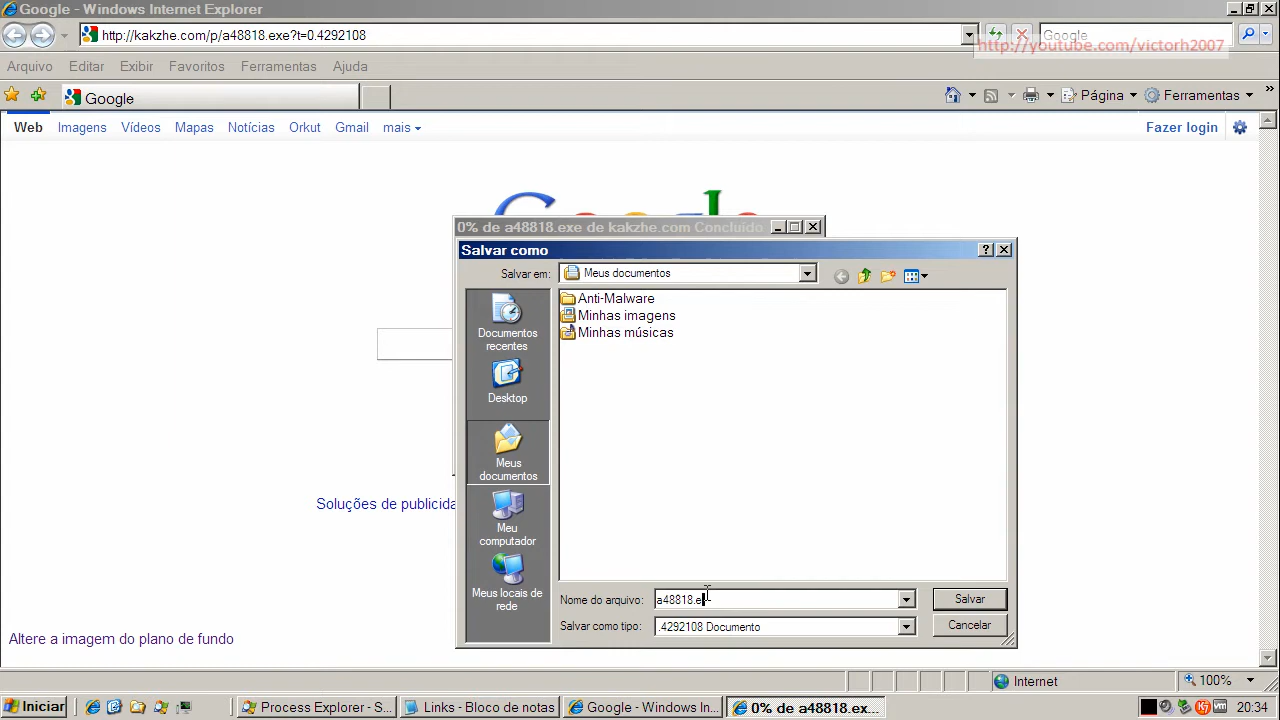 Google - Windows Internet Explorer
http://kakzhe.com/p/a48818.exe?t=0.4292108
Google
http://youtube.com/victorh2007
Arquivo Editar Exibir Favoritos Ferramentas Ajuda
Google
Página Ferramentas »
Web Imagens Vídeos Mapas Notícias Orkut Gmail mais
Fazer login
0% de a48818.exe de kakzhe.com Concluído
Salvar como
Salvar em: Meus documentos
Documentos recentes
Desktop
Meus documentos
Meu computador
Meus locais de rede
Anti-Malware
Minhas imagens
Minhas músicas
Nome do arquivo: a48818.e
Salvar
Salvar como tipo: .4292108 Documento
Cancelar
Soluções de publicida
Altere a imagem do plano de fundo
Internet
100%
Iniciar
Process Explorer - S...
Links - Bloco de notas
Google - Windows In...
0% de a48818.ex...
20:34